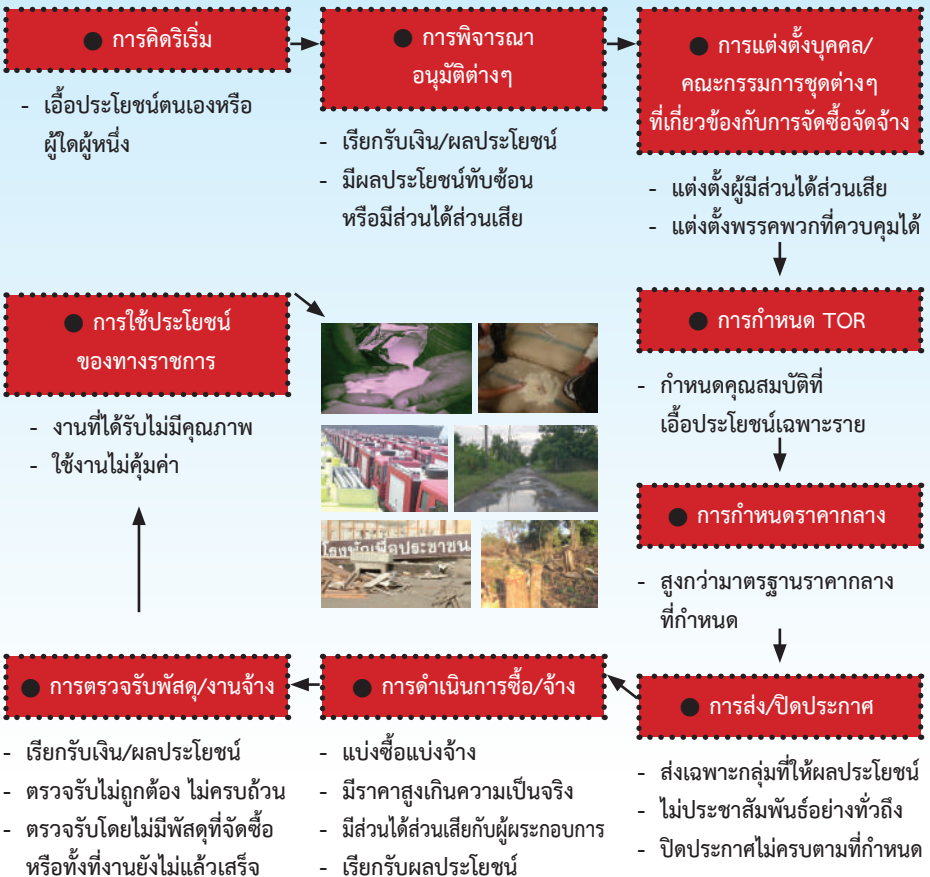 ● การคิดริเริ่ม
- เอื้อประโยชน์ตนเองหรือ
ผู้ใดผู้หนึ่ง
● การพิจารณา
อนุมัติต่างๆ
- เรียกรับเงิน/ผลประโยชน์
- มีผลประโยชน์ทับซ้อน
หรือมีส่วนได้ส่วนเสีย
● การแต่งตั้งบุคคล/
คณะกรรมการชุดต่างๆ
ที่เกี่ยวข้องกับการจัดซื้อจัดจ้าง
- แต่งตั้งผู้มีส่วนได้ส่วนเสีย
- แต่งตั้งพรรคพวกที่ควบคุมได้
● การกำหนด TOR
- กำหนดคุณสมบัติที่
เอื้อประโยชน์เฉพาะราย
● การกำหนดราคากลาง
- สูงกว่ามาตรฐานราคากลาง
ที่กำหนด
● การส่ง/ปิดประกาศ
- ส่งเฉพาะกลุ่มที่ให้ผลประโยชน์
- ไม่ประชาสัมพันธ์อย่างทั่วถึง
- ปิดประกาศไม่ครบตามที่กำหนด
● การดำเนินการซื้อ/จ้าง
- แบ่งซื้อแบ่งจ้าง
- มีราคาสูงเกินความเป็นจริง
- มีส่วนได้ส่วนเสียกับผู้ผระกอบการ
- เรียกรับผลประโยชน์
● การตรวจรับพัสดุ/งานจ้าง
- เรียกรับเงิน/ผลประโยชน์
- ตรวจรับไม่ถูกต้อง ไม่ครบถ้วน
- ตรวจรับโดยไม่มีพัสดุที่จัดซื้อ
หรือทั้งที่งานยังไม่แล้วเสร็จ
● การใช้ประโยชน์
ของทางราชการ
- งานที่ได้รับไม่มีคุณภาพ
- ใช้งานไม่คุ้มค่า
โรงพักเพื่อประชาชน